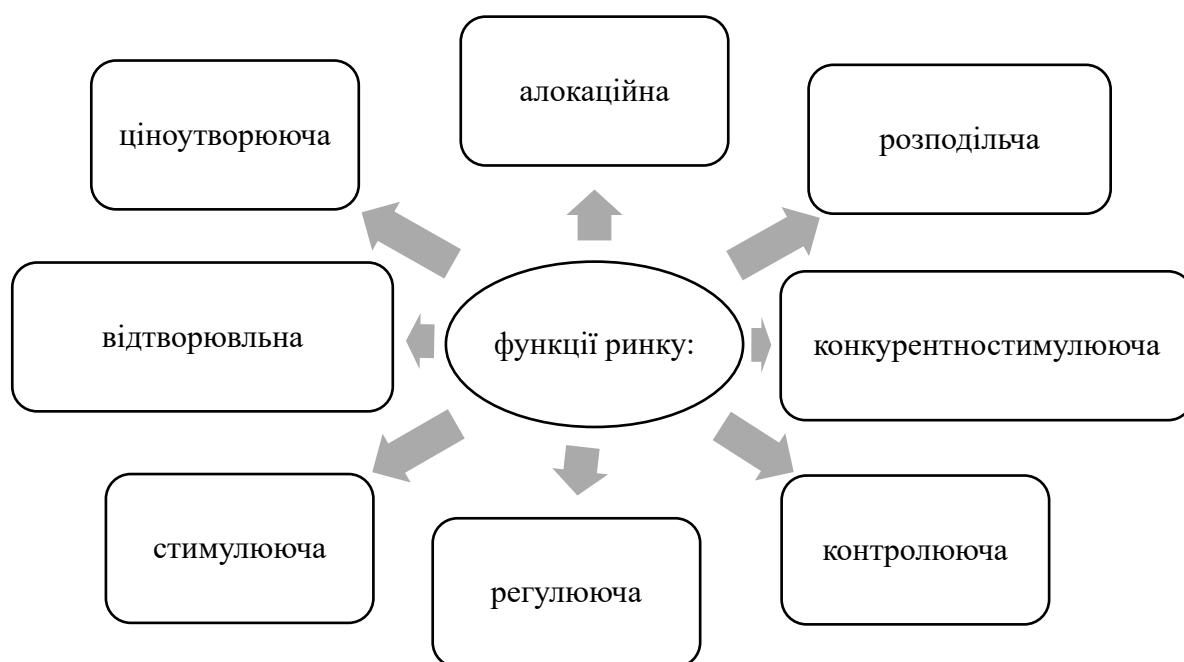 алокаційна
ціноутворююча
розподільча
відтворювльна
функції ринку:
конкурентностимулююча
стимулююча
контролююча
регулююча